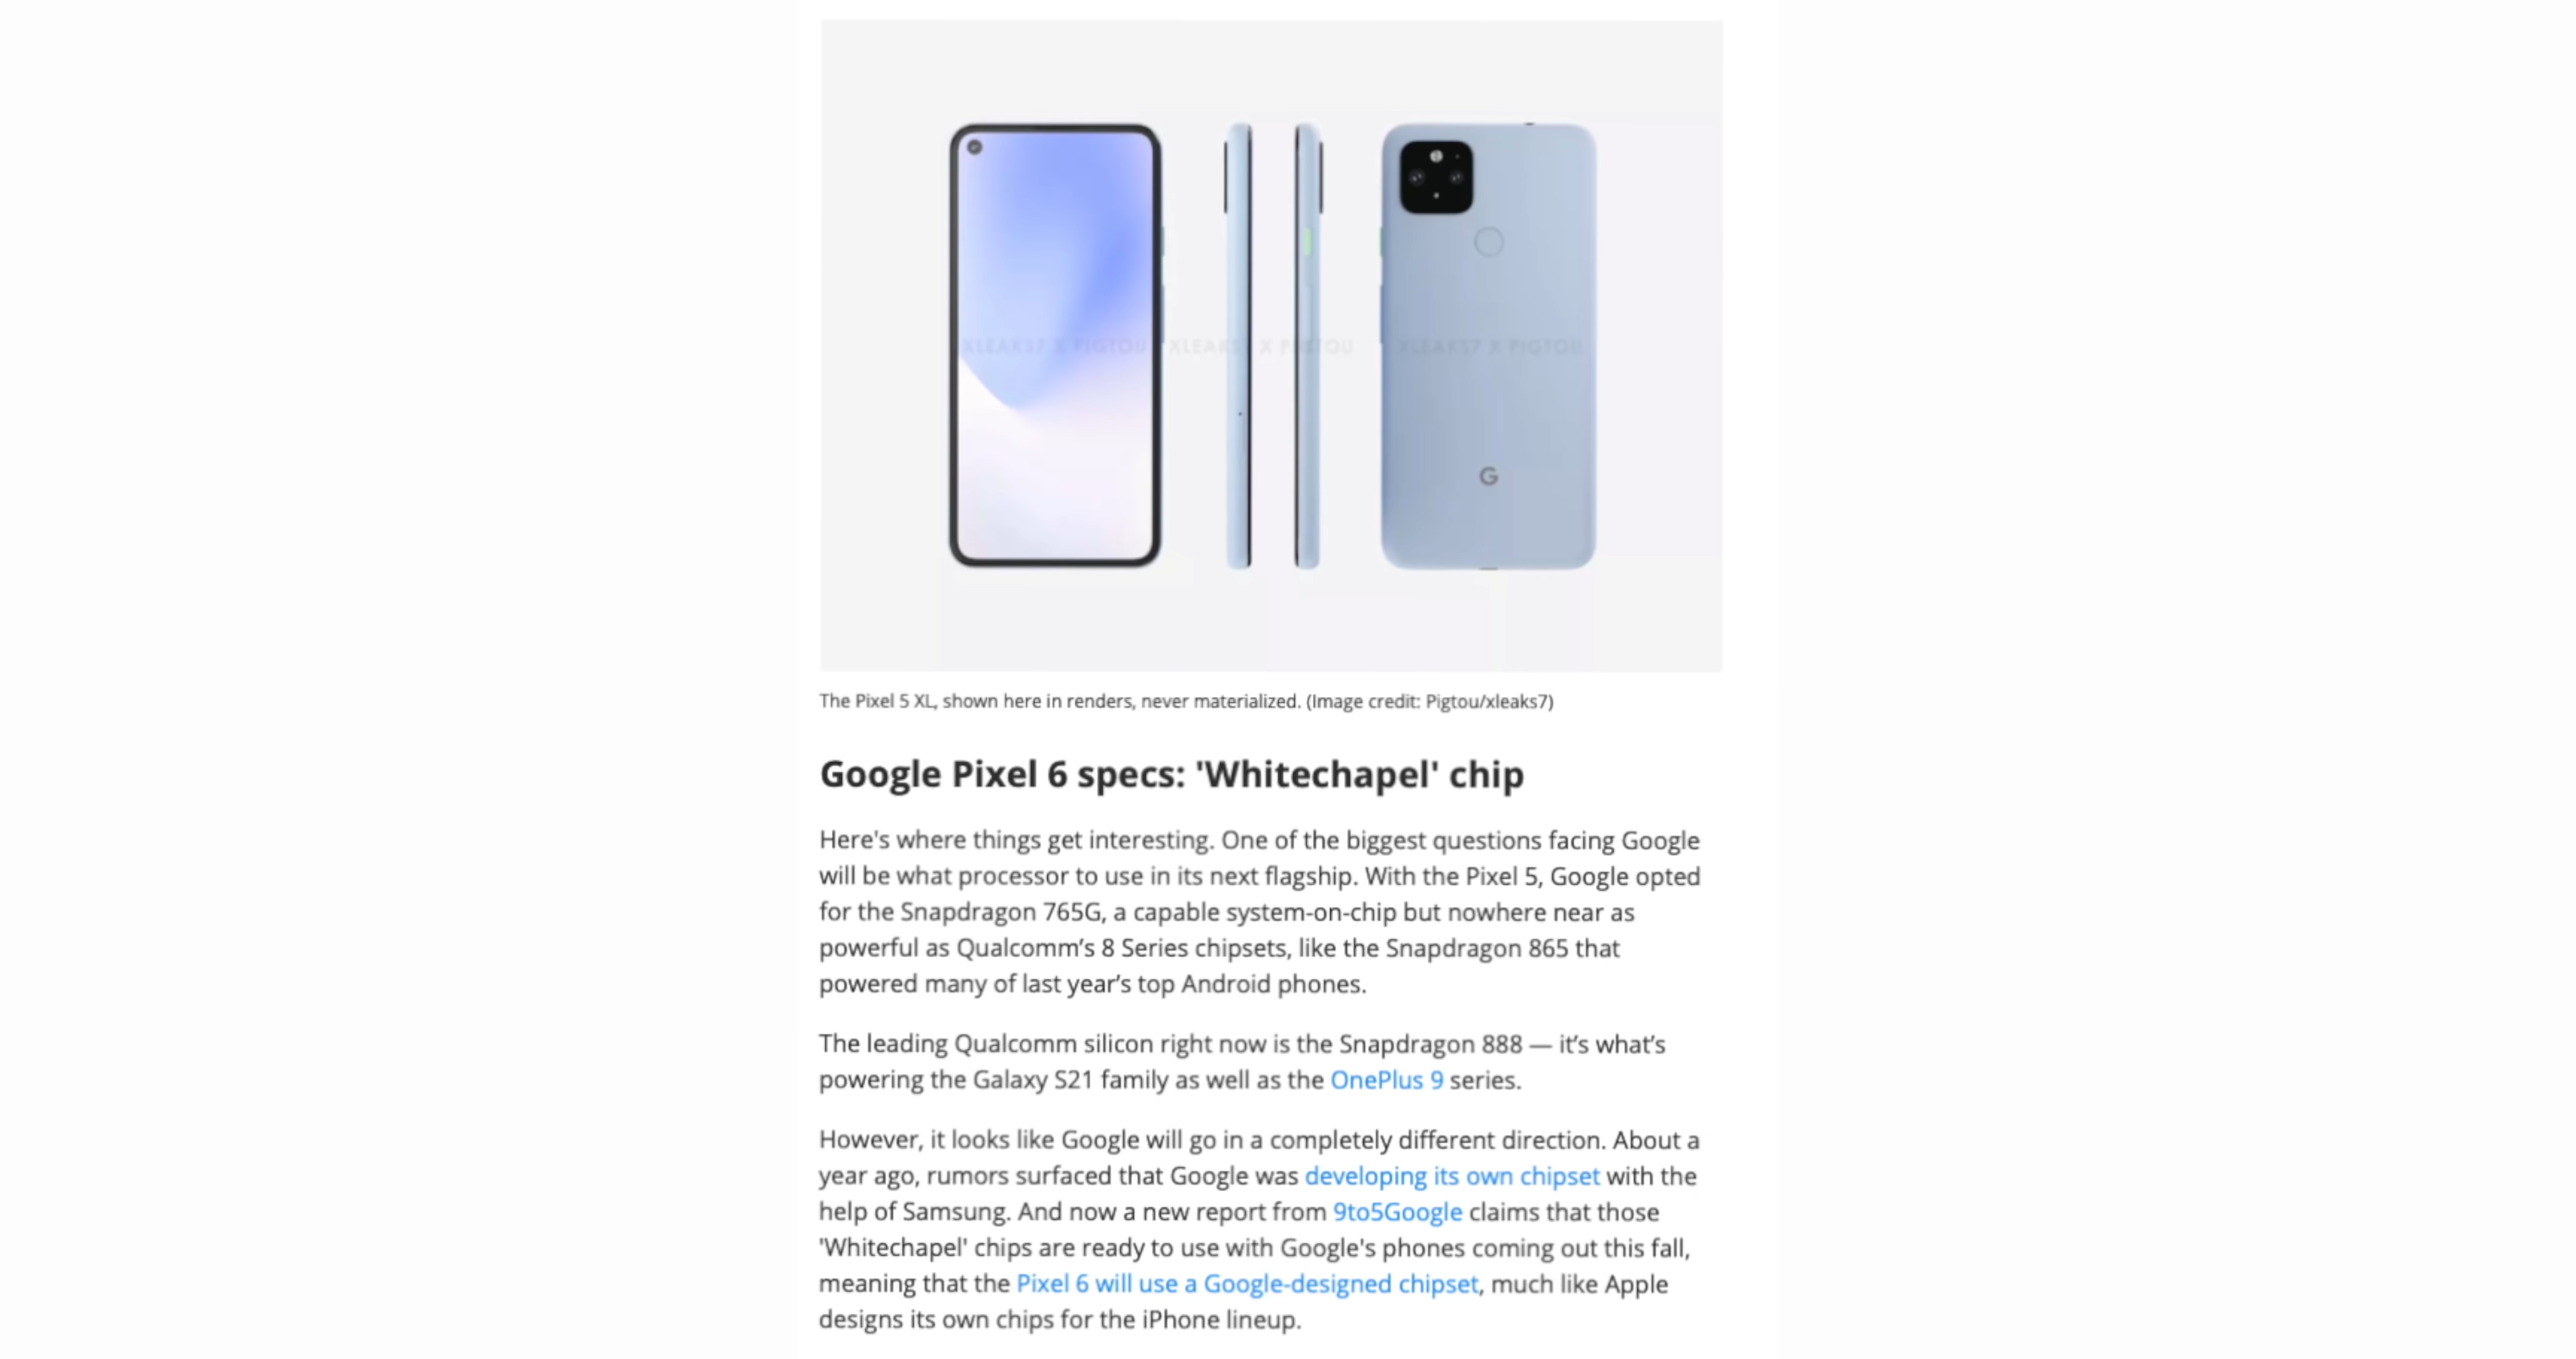 XLEAKS7 X PIGTOU XLEAKS7 X PIGTOU XLEAKS7 X PIGTOU
G
The Pixel 5 XL, shown here in renders, never materialized. (Image credit: Pigtou/xleaks7)
Google Pixel 6 specs: 'Whitechapel' chip
Here's where things get interesting. One of the biggest questions facing Google
will be what processor to use in its next flagship. With the Pixel 5, Google opted
for the Snapdragon 765G, a capable system-on-chip but nowhere near as
powerful as Qualcomm’s 8 Series chipsets, like the Snapdragon 865 that
powered many of last year’s top Android phones.
The leading Qualcomm silicon right now is the Snapdragon 888 — it’s what’s
powering the Galaxy S21 family as well as the OnePlus 9 series.
However, it looks like Google will go in a completely different direction. About a
year ago, rumors surfaced that Google was developing its own chipset with the
help of Samsung. And now a new report from 9to5Google claims that those
'Whitechapel' chips are ready to use with Google's phones coming out this fall,
meaning that the Pixel 6 will use a Google-designed chipset, much like Apple
designs its own chips for the iPhone lineup.